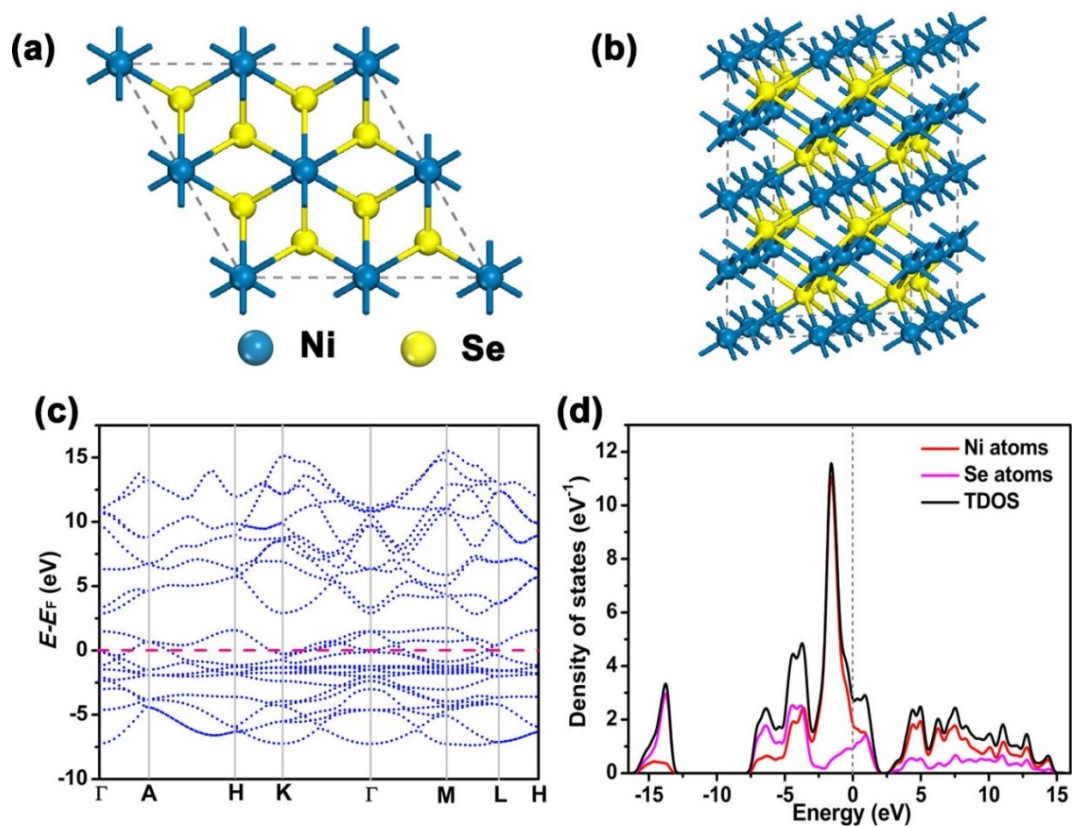 (a)
(b)
Ni
Se
(c)
15
10
5
0
-5
-10
E-EF (eV)
Γ A H K Γ M L H
(d)
12
10
8
6
4
2
0
Density of states (eV⁻¹)
Ni atoms
Se atoms
TDOS
-15 -10 -5 0 5 10 15
Energy (eV)